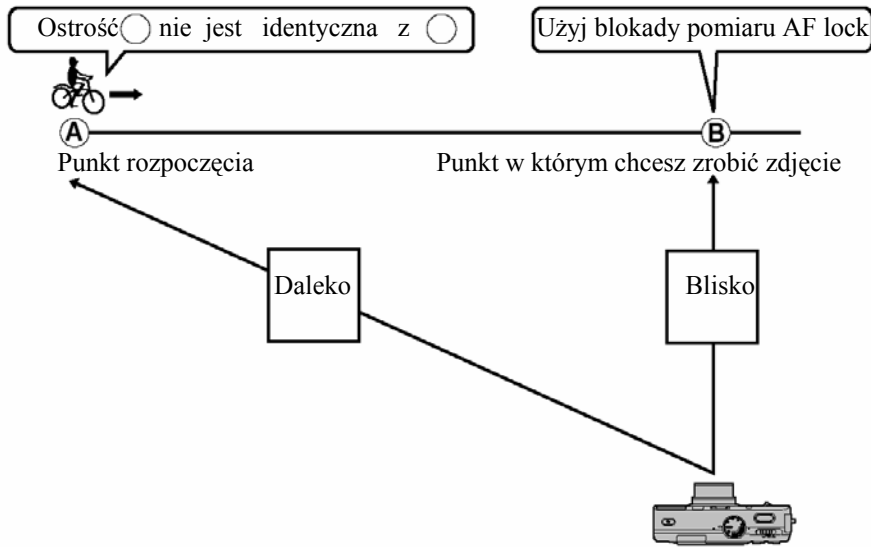 Ostrość ◯ nie jest identyczna z ◯
Użyj blokady pomiaru AF lock
A
B
Punkt rozpoczęcia
Punkt w którym chcesz zrobić zdjęcie
Daleko
Blisko